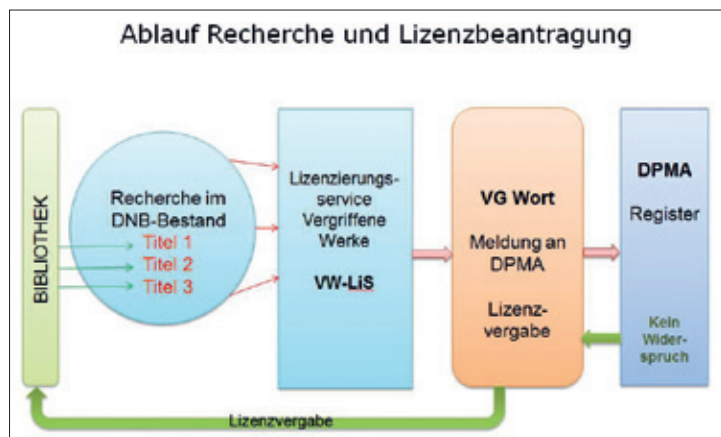 Ablauf Recherche und Lizenzbeantragung
BIBLIOTHEK
Recherche im
DNB-Bestand
Titel 1
Titel 2
Titel 3
Lizenzierungs-
service
Vergriffene
Werke
VW-LiS
VG Wort
Meldung an
DPMA
Lizenz-
vergabe
DPMA
Register
Kein
Wider-
spruch
Lizenzvergabe